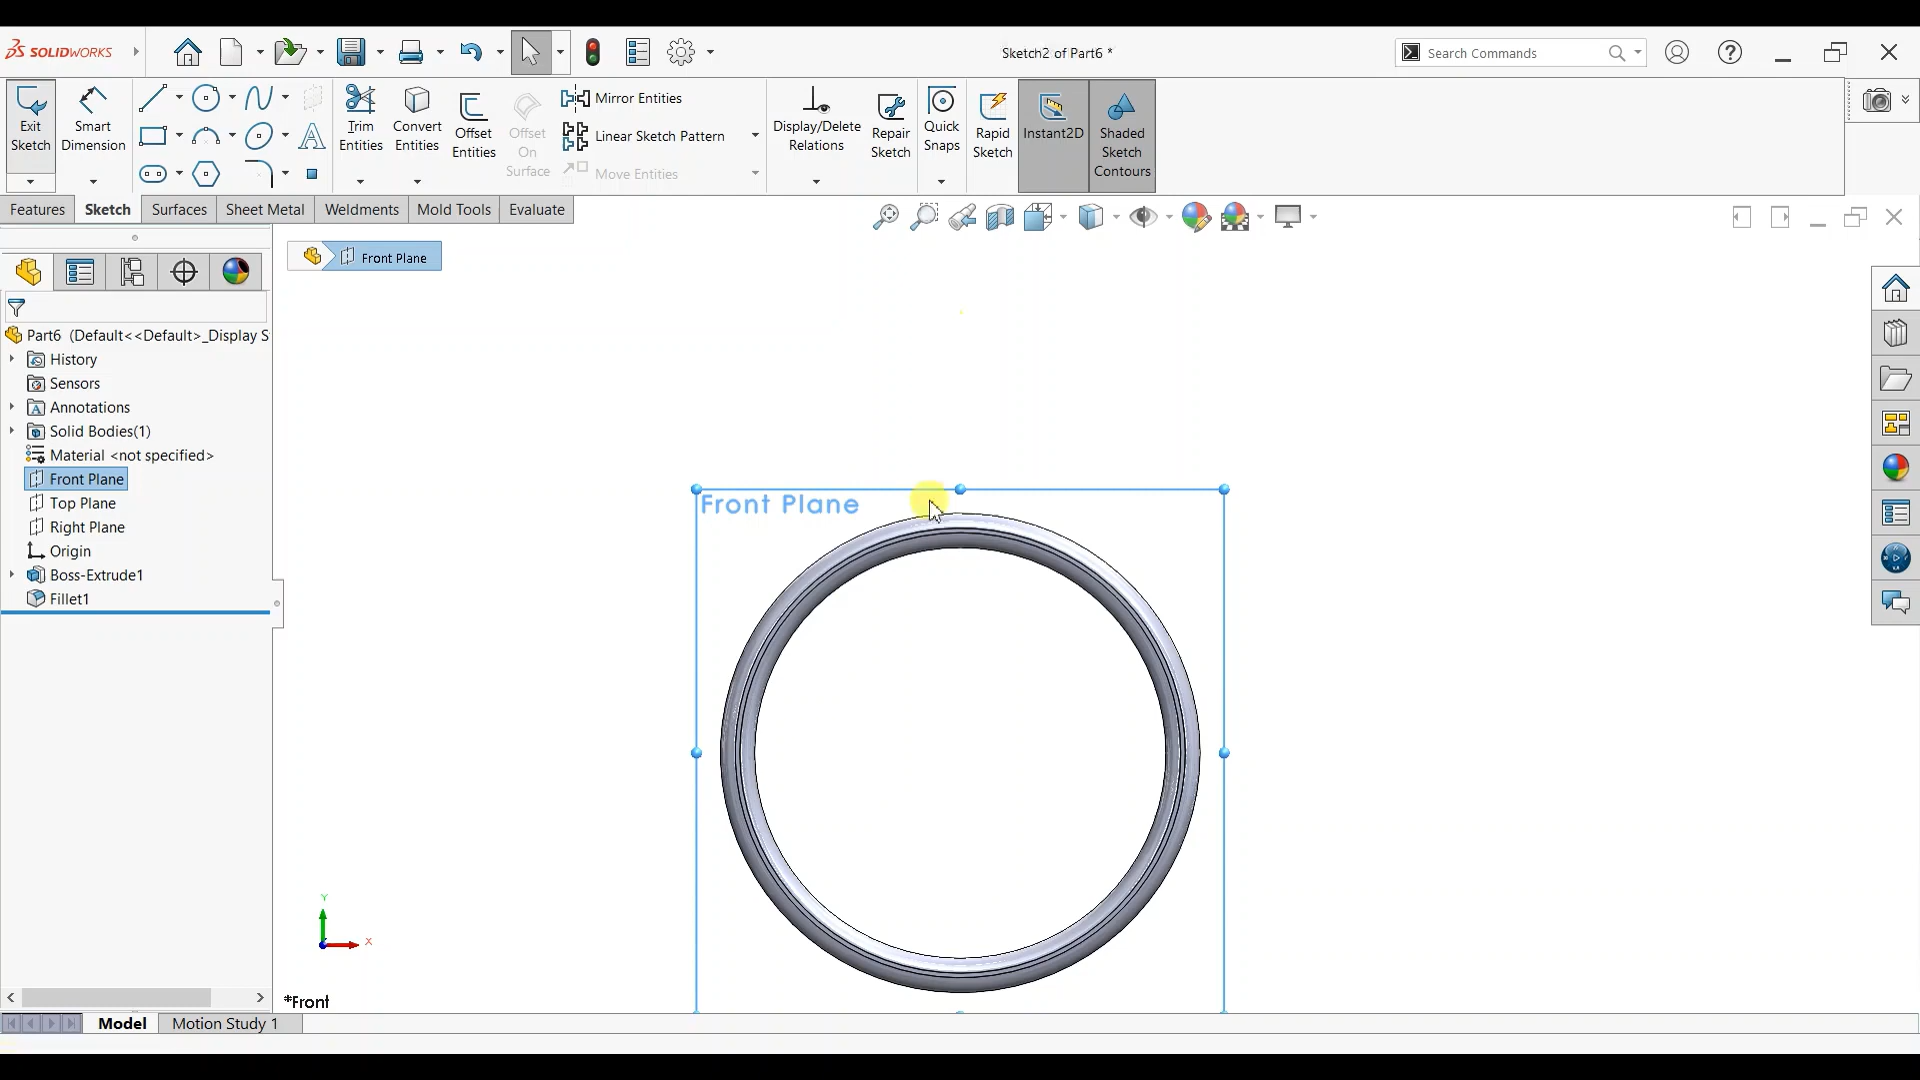 SOLIDWORKS
Sketch2 of Part6 *
Search Commands
Exit Sketch
Smart Dimension
Trim Entities
Convert Entities
Offset Entities
Offset On Surface
Mirror Entities
Linear Sketch Pattern
Move Entities
Display/Delete Relations
Repair Sketch
Quick Snaps
Rapid Sketch
Instant2D
Shaded Sketch Contours
Features
Sketch
Surfaces
Sheet Metal
Weldments
Mold Tools
Evaluate
Front Plane
Part6 (Default<<Default>_Display S
History
Sensors
Annotations
Solid Bodies(1)
Material <not specified>
Front Plane
Top Plane
Right Plane
Origin
Boss-Extrude1
Fillet1
Front Plane
Y
X
*Front
Model
Motion Study 1